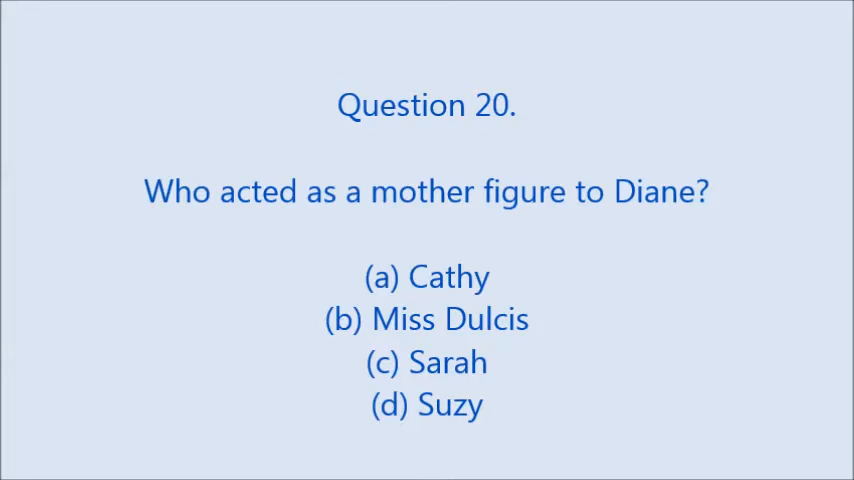 Question 20.
Who acted as a mother figure to Diane?
(a) Cathy
(b) Miss Dulcis
(c) Sarah
(d) Suzy